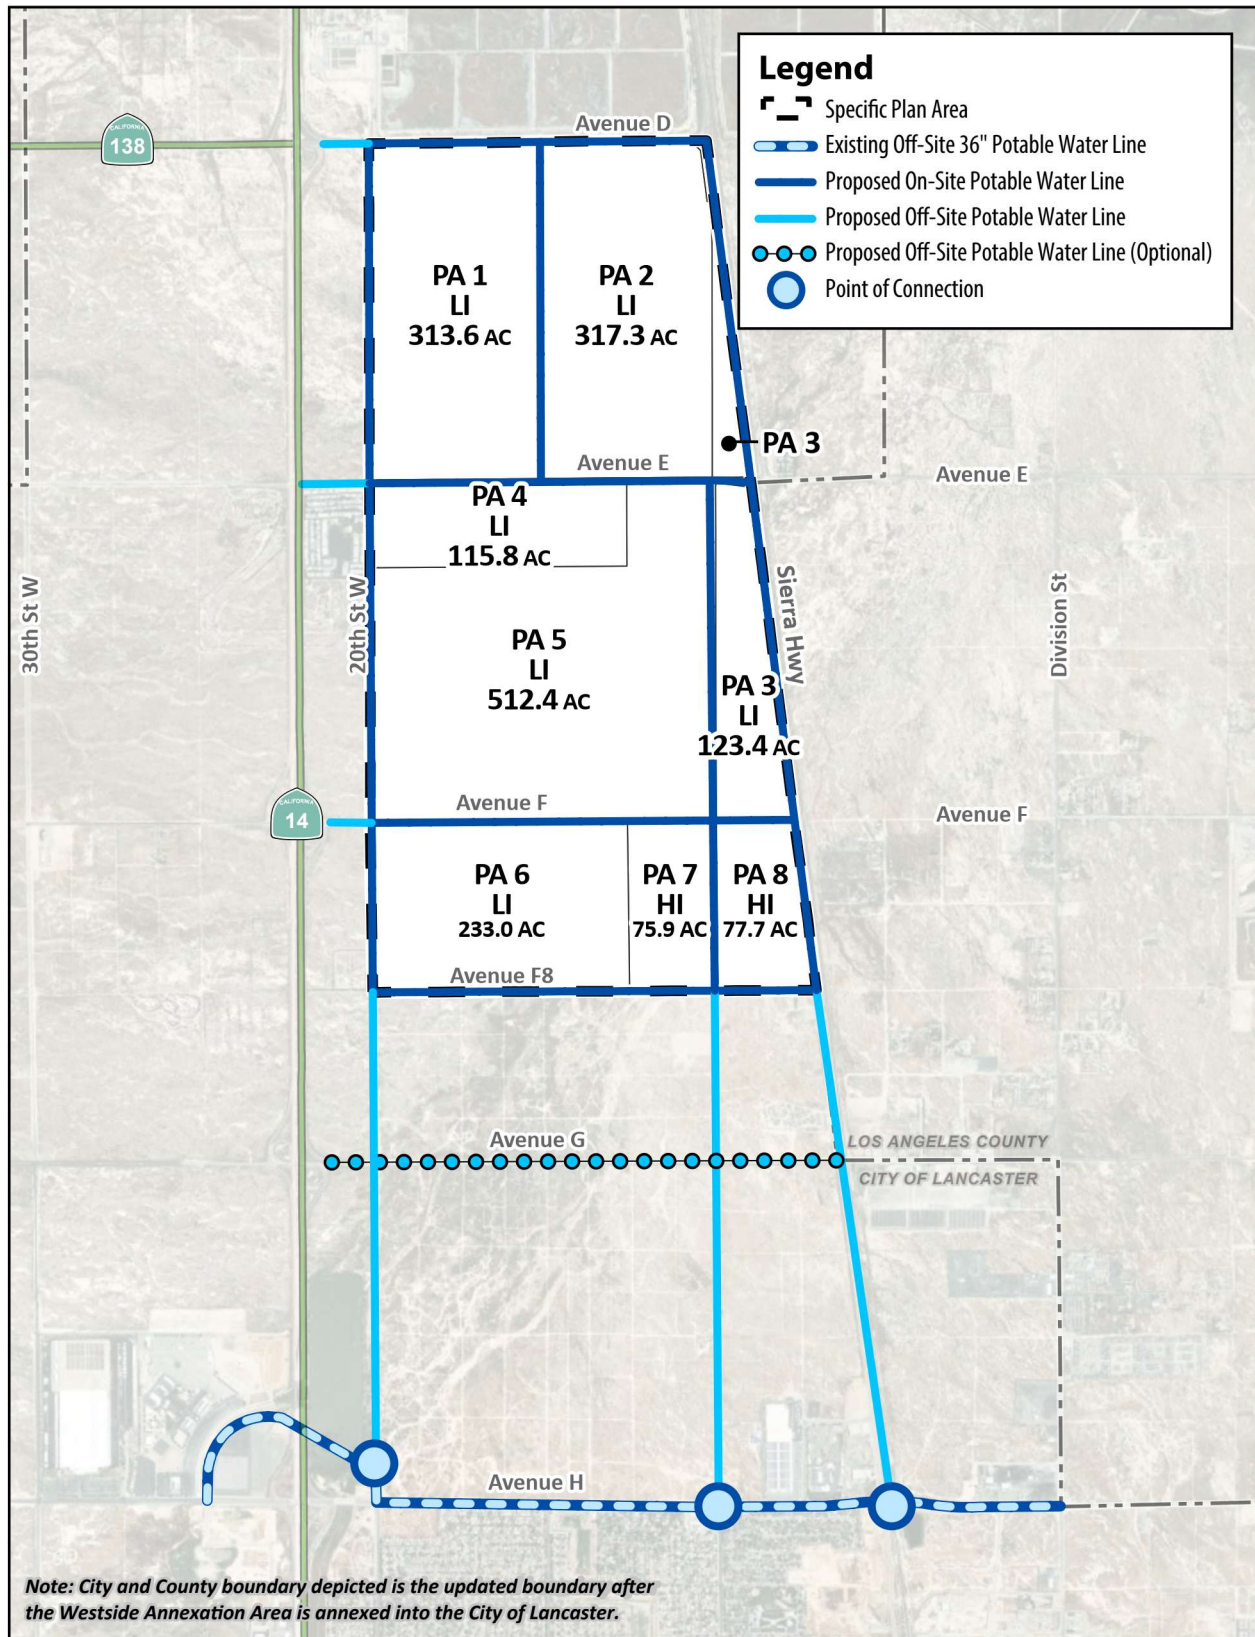 Legend
Specific Plan Area
Existing Off-Site 36" Potable Water Line
Proposed On-Site Potable Water Line
Proposed Off-Site Potable Water Line
Proposed Off-Site Potable Water Line (Optional)
Point of Connection
Avenue D
CALIFORNIA
138
PA 1
LI
313.6 AC
PA 2
LI
317.3 AC
PA 3
Avenue E
Avenue E
PA 4
LI
115.8 AC
30th St W
20th St W
Sierra Hwy
Division St
PA 5
LI
512.4 AC
PA 3
LI
123.4 AC
CALIFORNIA
14
Avenue F
Avenue F
PA 6
LI
233.0 AC
PA 7
HI
75.9 AC
PA 8
HI
77.7 AC
Avenue F8
Avenue G
LOS ANGELES COUNTY
CITY OF LANCASTER
Avenue H
Note: City and County boundary depicted is the updated boundary after
the Westside Annexation Area is annexed into the City of Lancaster.